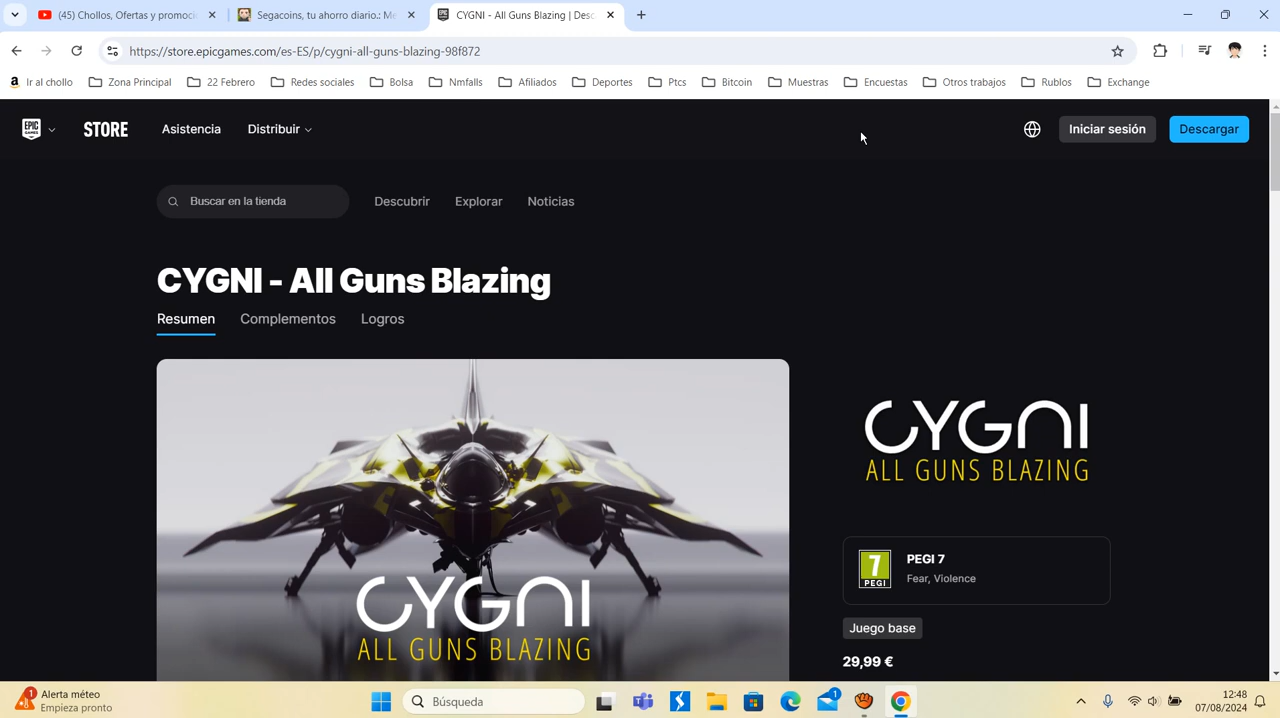 (45) Chollos, Ofertas y promoci
Segacoins, tu ahorro diario.: Me
CYGNI - All Guns Blazing | Desc
https://store.epicgames.com/es-ES/p/cygni-all-guns-blazing-98f872
Ir al chollo
Zona Principal
22 Febrero
Redes sociales
Bolsa
Nmfalls
Afiliados
Deportes
Ptcs
Bitcoin
Muestras
Encuestas
Otros trabajos
Rublos
Exchange
EPIC GAMES
STORE
Asistencia
Distribuir
Iniciar sesión
Descargar
Buscar en la tienda
Descubrir
Explorar
Noticias
CYGNI - All Guns Blazing
Resumen
Complementos
Logros
CYGNI
ALL GUNS BLAZING
CYGNI
ALL GUNS BLAZING
7
PEGI
PEGI 7
Fear, Violence
Juego base
29,99 €
1
Alerta méteo
Empieza pronto
Búsqueda
1
12:48
07/08/2024